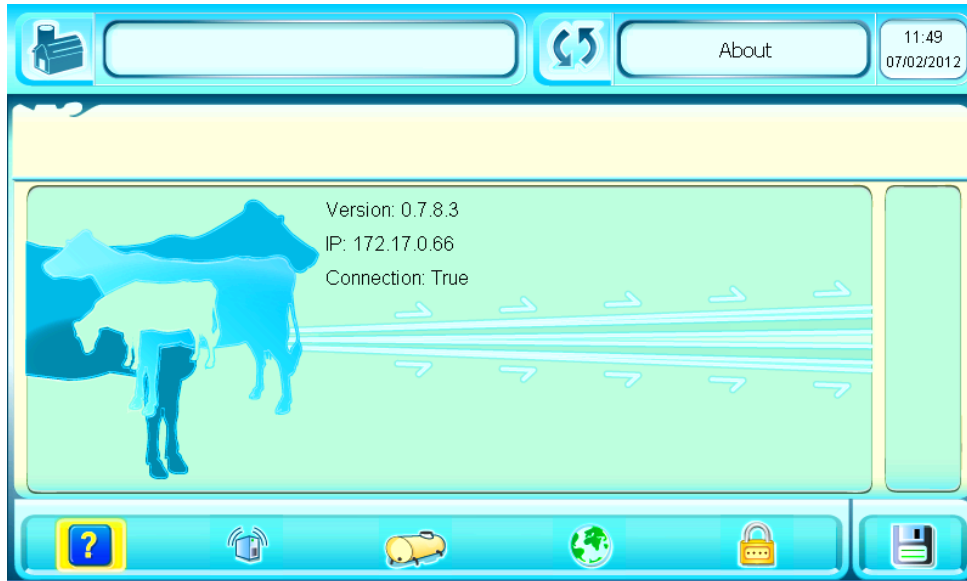 About
11:49
07/02/2012
Version: 0.7.8.3
IP: 172.17.0.66
Connection: True
?